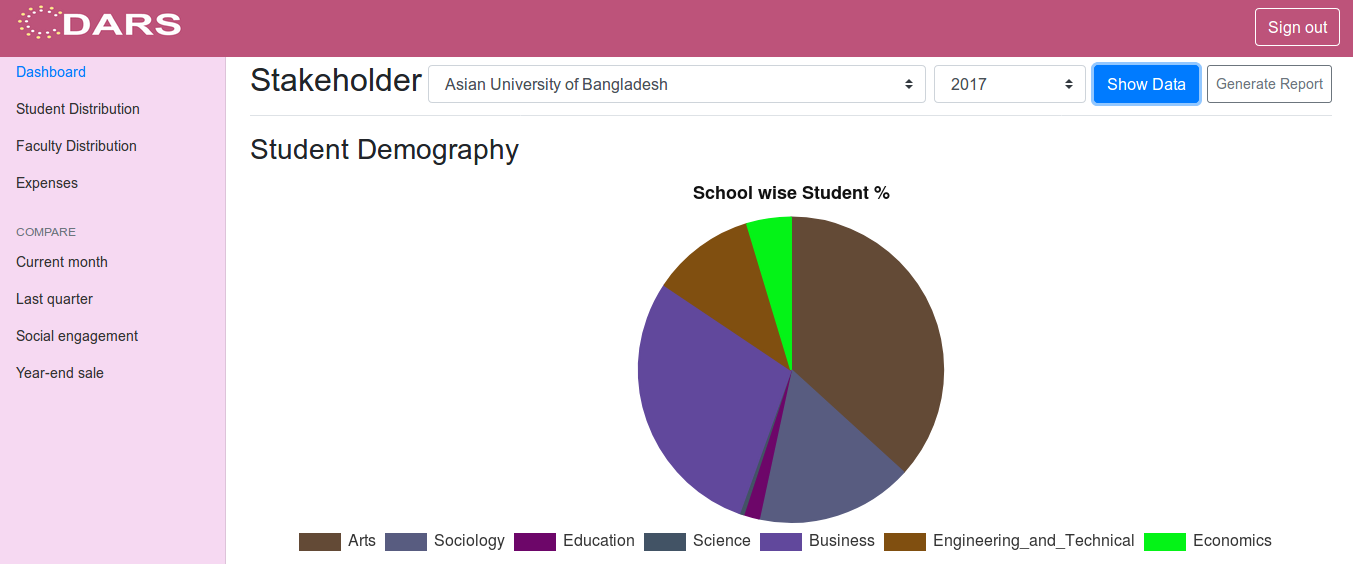 DARS
Sign out
Dashboard
Student Distribution
Faculty Distribution
Expenses
COMPARE
Current month
Last quarter
Social engagement
Year-end sale
Stakeholder Asian University of Bangladesh 2017 Show Data Generate Report
Student Demography
School wise Student %
Arts Sociology Education Science Business Engineering_and_Technical Economics